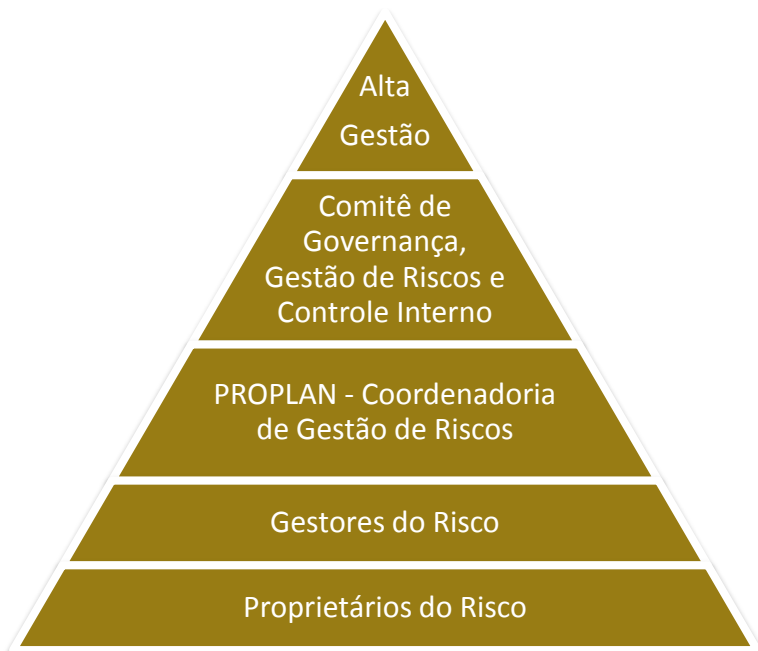 Alta
Gestão
Comitê de
Governança,
Gestão de Riscos e
Controle Interno
PROPLAN - Coordenadoria
de Gestão de Riscos
Gestores do Risco
Proprietários do Risco